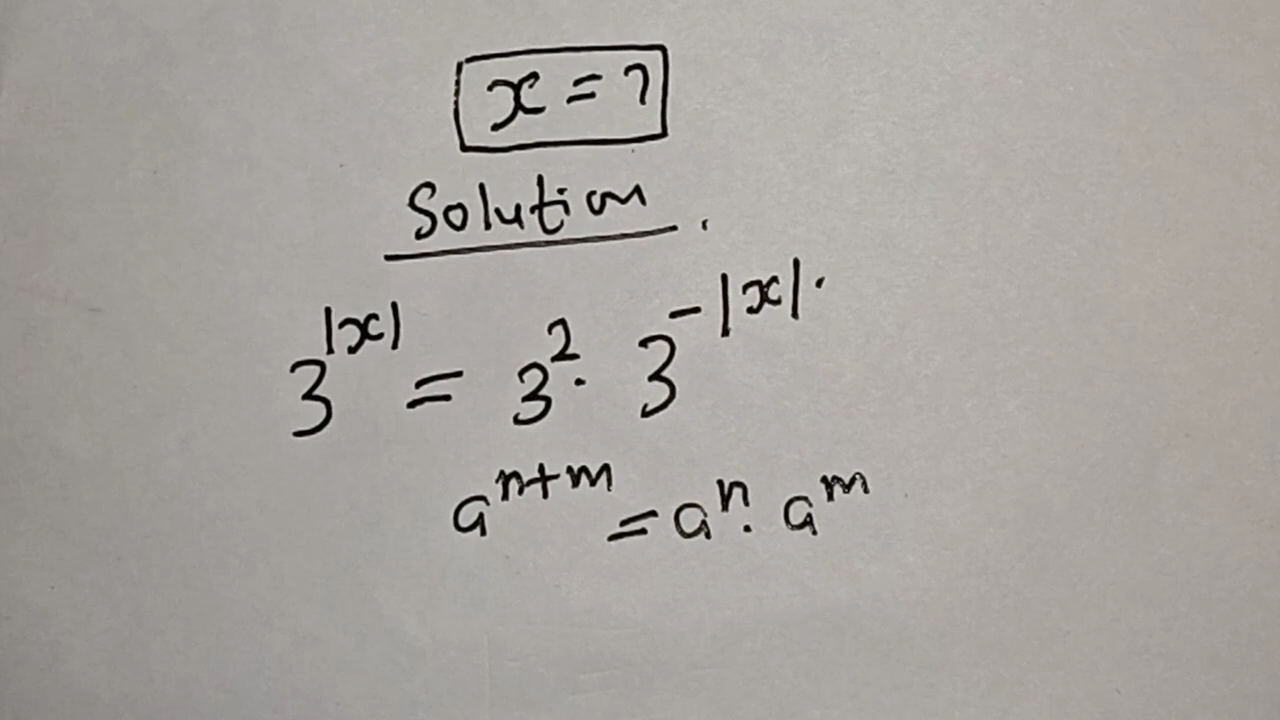 x = ?
Solution.
3^|x| = 3^2 · 3^-|x|.
a^n+m = a^n · a^m